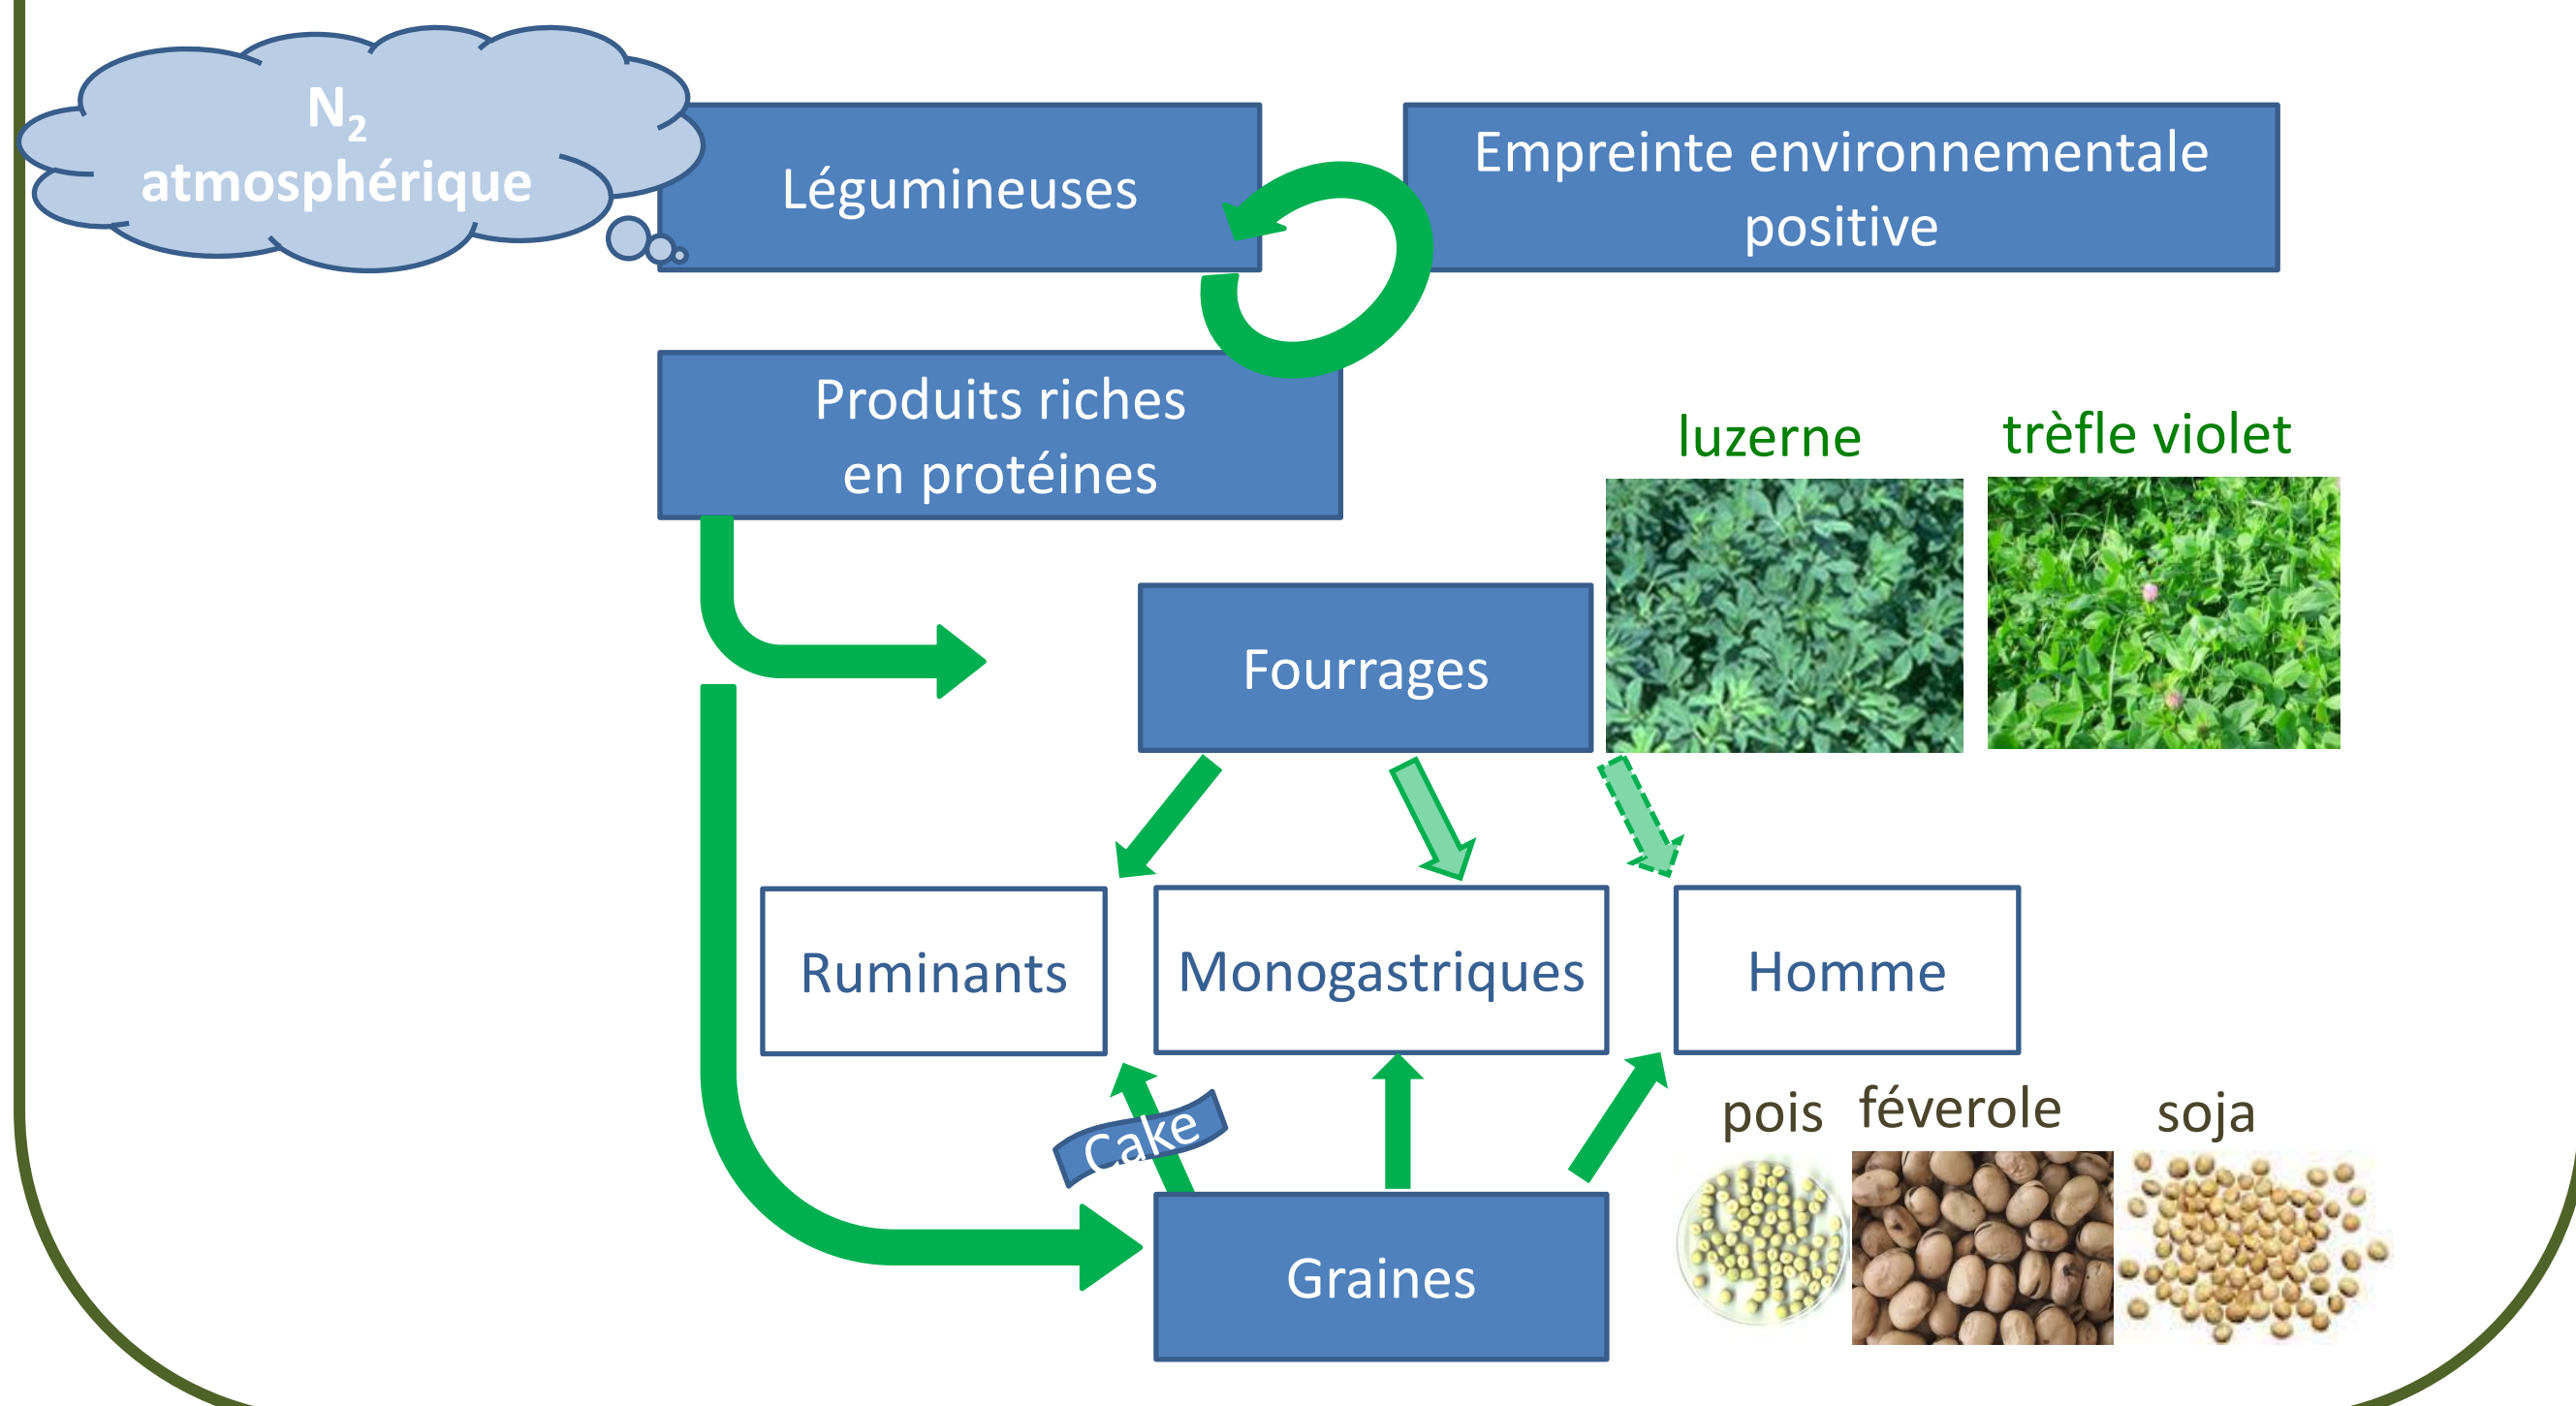 N2
atmosphérique
Légumineuses
Empreinte environnementale
positive
Produits riches
en protéines
luzerne
trèfle violet
Fourrages
Ruminants
Monogastriques
Homme
Cake
pois
féverole
soja
Graines